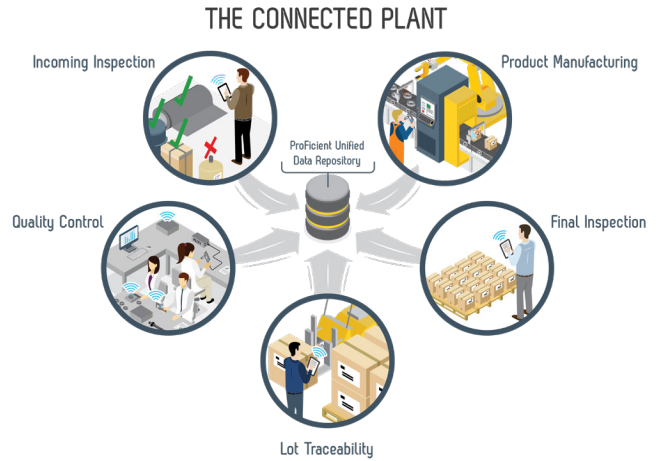 THE CONNECTED PLANT
Incoming Inspection
Product Manufacturing
ProFicient Unified
Data Repository
Quality Control
Final Inspection
Lot Traceability